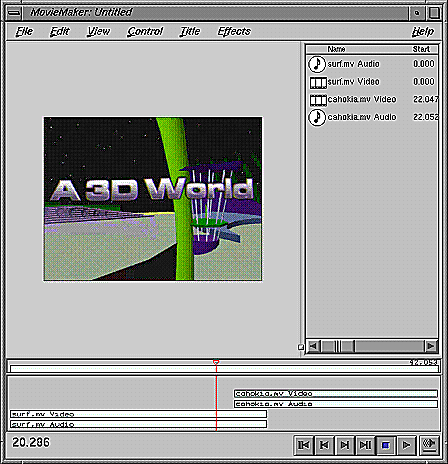 MovieMaker: Untitled
File Edit View Control Title Effects Help
Name Start
surf.mv Audio 0.000
surf.mv Video 0.000
cahokia.mv Video 22.047
cahokia.mv Audio 22.052
A 3D World
42.053
cahokia.mv Video
cahokia.mv Audio
surf.mv Video
surf.mv Audio
20.286